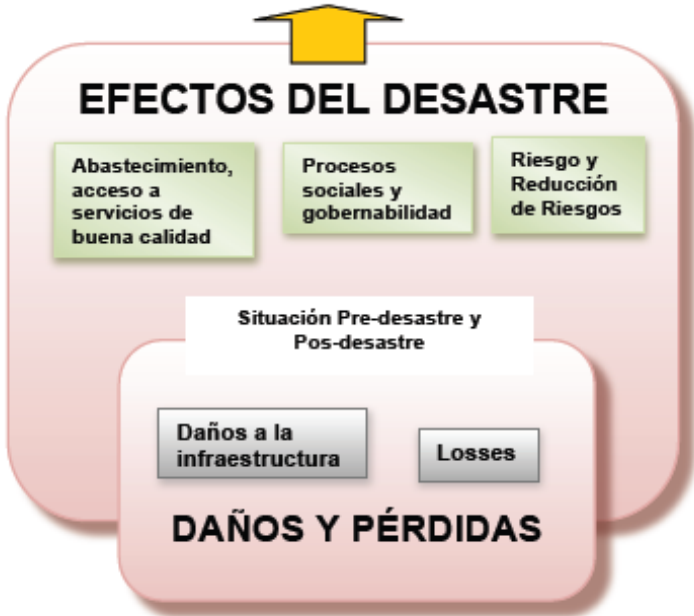 EFECTOS DEL DESASTRE
Abastecimiento,
acceso a
servicios de
buena calidad
Procesos
sociales y
gobernabilidad
Riesgo y
Reducción
de Riesgos
Situación Pre-desastre y
Pos-desastre
Daños a la
infraestructura
Losses
DAÑOS Y PÉRDIDAS